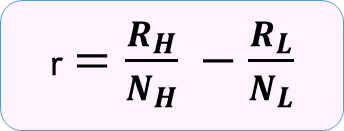 r = R_H / N_H − R_L / N_L